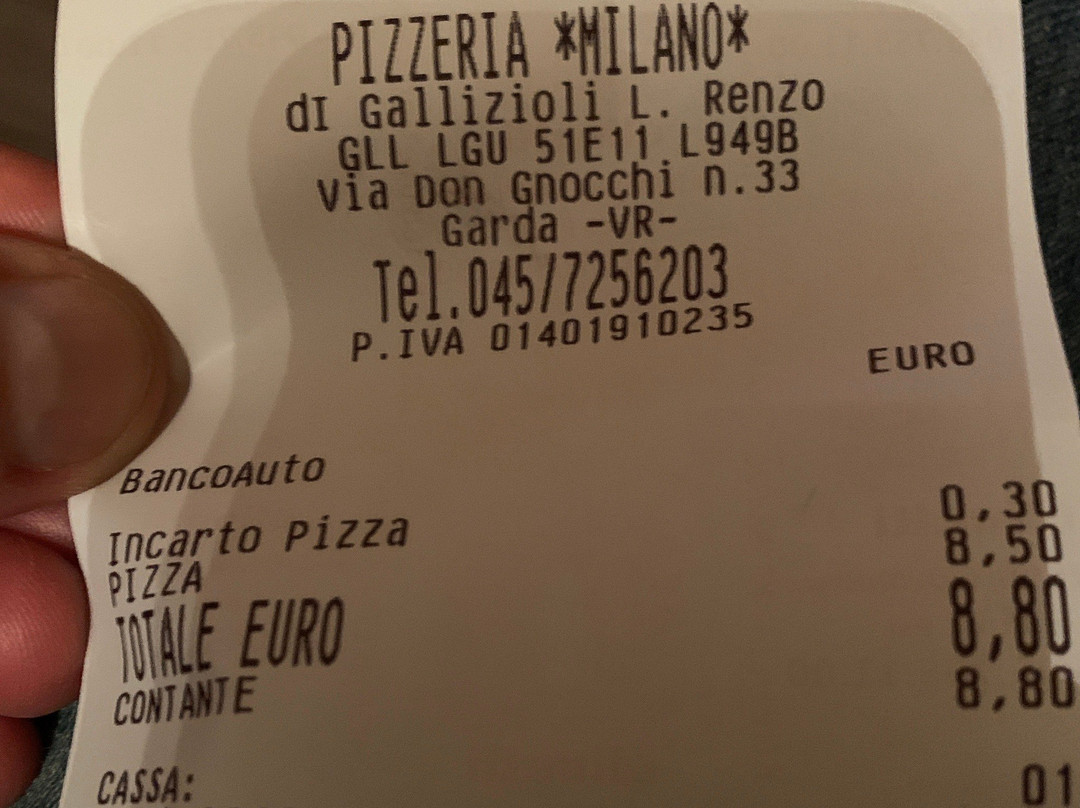 PIZZERIA *MILANO*
dI Gallizioli L. Renzo
GLL LGU 51E11 L949B
Via Don Gnocchi n.33
Garda -VR-
Tel.045/7256203
P.IVA 01401910235
EURO
BancoAuto
Incarto Pizza 0,30
PIZZA 8,50
TOTALE EURO 8,80
CONTANTE 8,80
CASSA: 01